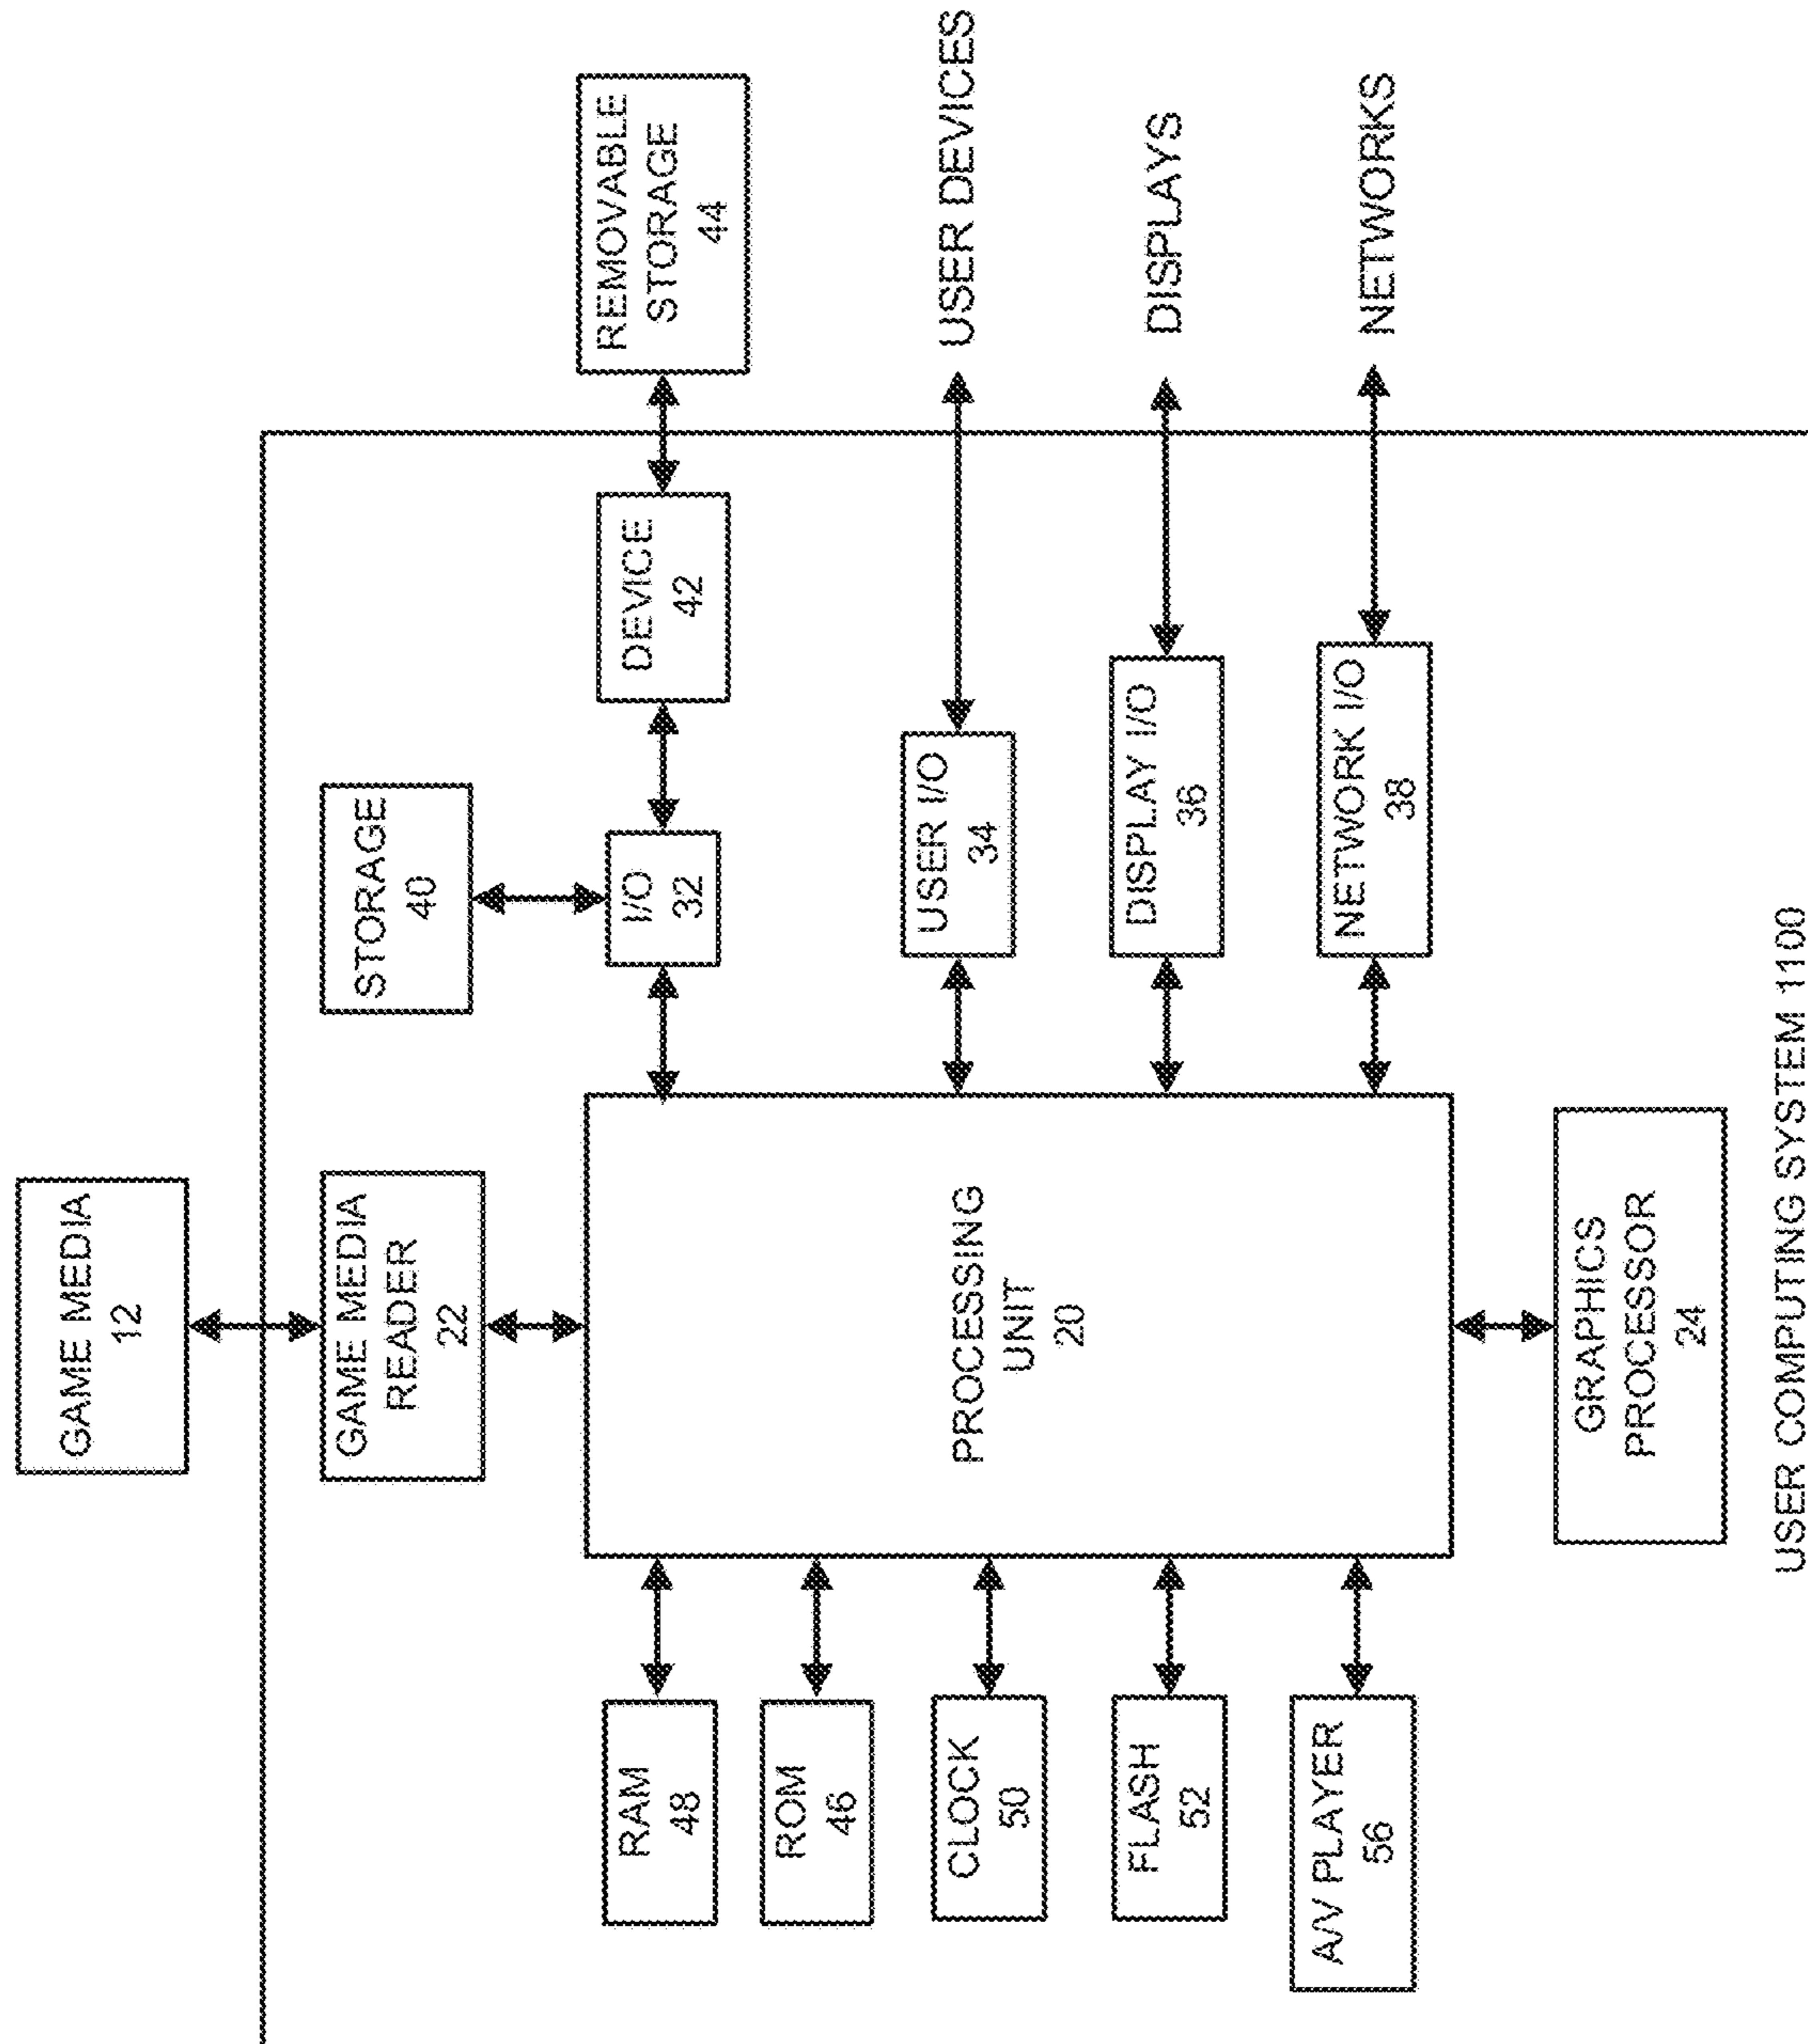 GAME MEDIA
12
GAME MEDIA
READER
22
STORAGE
40
REMOVABLE
STORAGE
44
DEVICE
42
I/O
32
RAM
48
ROM
46
CLOCK
50
FLASH
52
A/V PLAYER
56
PROCESSING
UNIT
20
USER I/O
34
USER DEVICES
DISPLAY I/O
36
DISPLAYS
NETWORK I/O
38
NETWORKS
GRAPHICS
PROCESSOR
24
USER COMPUTING SYSTEM 1100